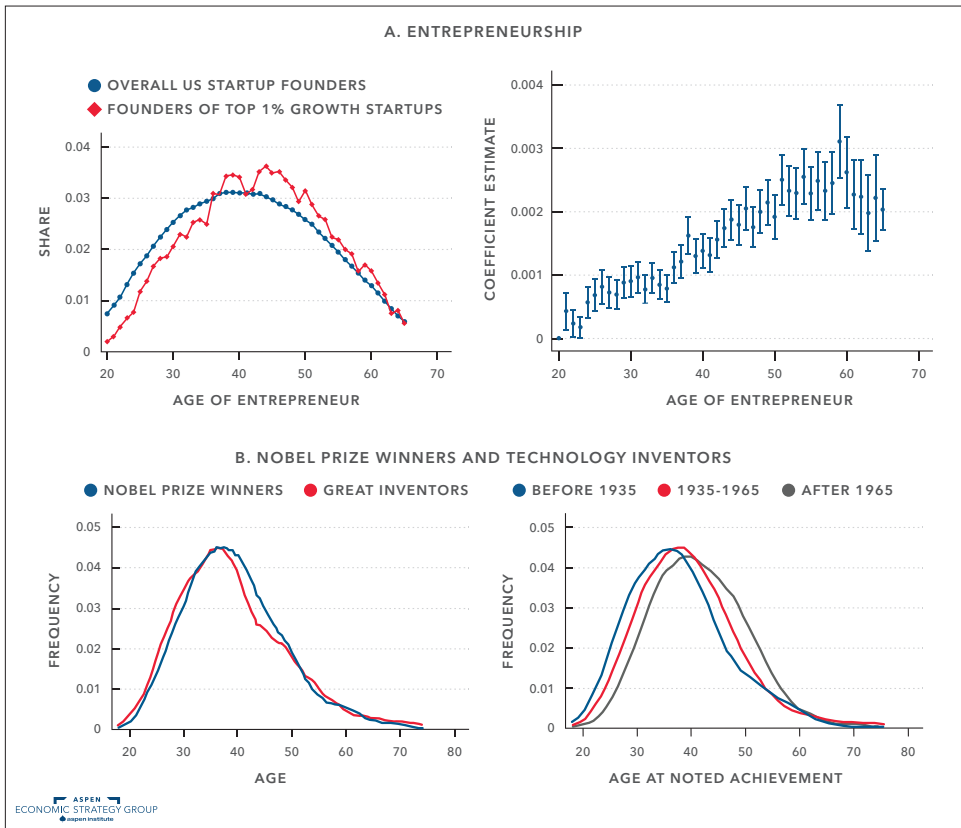 A. ENTREPRENEURSHIP
OVERALL US STARTUP FOUNDERS
FOUNDERS OF TOP 1% GROWTH STARTUPS
SHARE
0.04
0.03
0.02
0.01
0
20 30 40 50 60 70
AGE OF ENTREPRENEUR
COEFFICIENT ESTIMATE
0.004
0.003
0.002
0.001
0
20 30 40 50 60 70
AGE OF ENTREPRENEUR
B. NOBEL PRIZE WINNERS AND TECHNOLOGY INVENTORS
NOBEL PRIZE WINNERS GREAT INVENTORS
FREQUENCY
0.05
0.04
0.03
0.02
0.01
0
20 30 40 50 60 70 80
AGE
BEFORE 1935 1935-1965 AFTER 1965
FREQUENCY
0.05
0.04
0.03
0.02
0.01
0
20 30 40 50 60 70 80
AGE AT NOTED ACHIEVEMENT
ASPEN
ECONOMIC STRATEGY GROUP
aspen institute